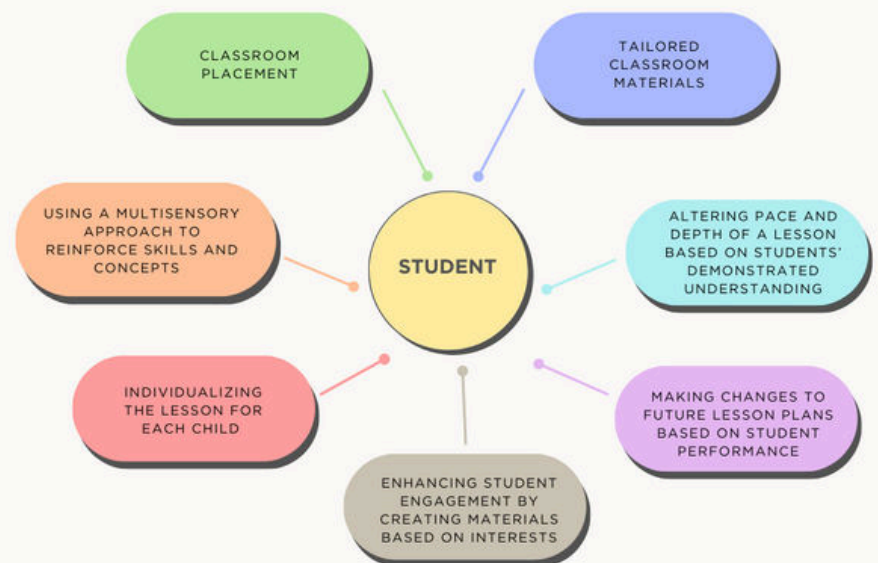 CLASSROOM
PLACEMENT
TAILORED
CLASSROOM
MATERIALS
USING A MULTISENSORY
APPROACH TO
REINFORCE SKILLS AND
CONCEPTS
STUDENT
ALTERING PACE AND
DEPTH OF A LESSON
BASED ON STUDENTS'
DEMONSTRATED
UNDERSTANDING
INDIVIDUALIZING
THE LESSON FOR
EACH CHILD
MAKING CHANGES TO
FUTURE LESSON PLANS
BASED ON STUDENT
PERFORMANCE
ENHANCING STUDENT
ENGAGEMENT BY
CREATING MATERIALS
BASED ON INTERESTS